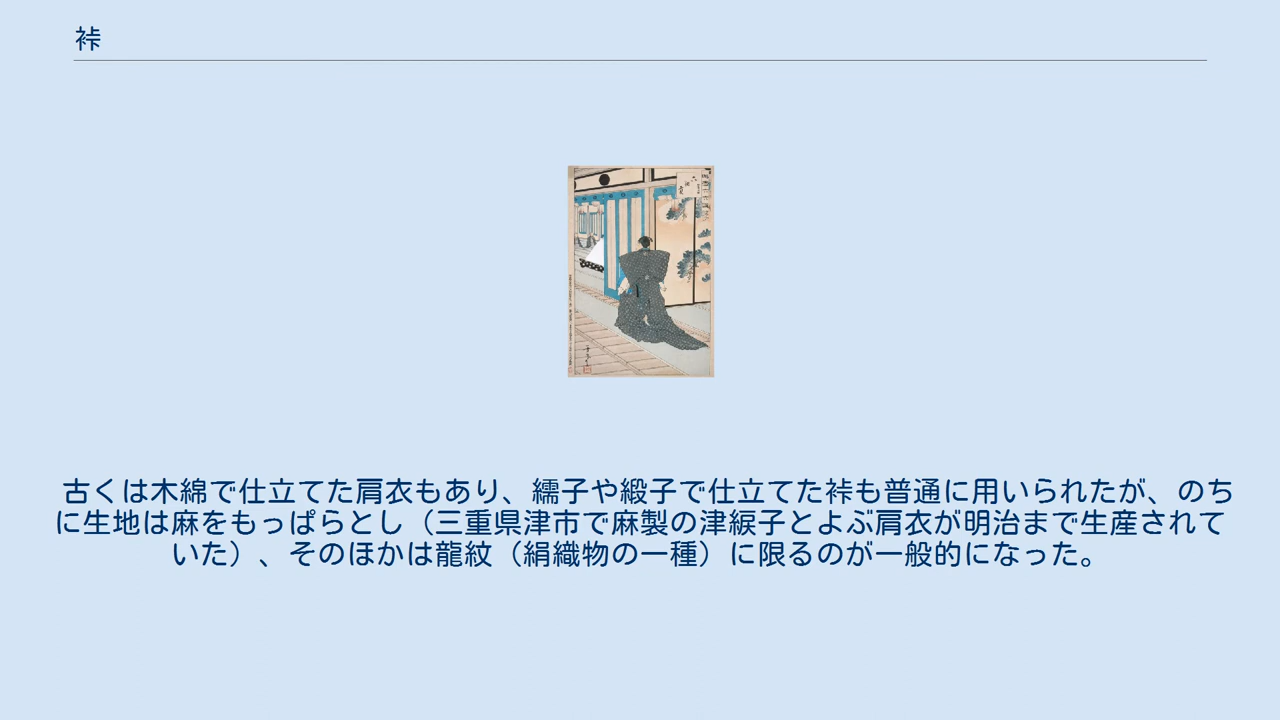 裃
古くは木綿で仕立てた肩衣もあり、繻子や緞子で仕立てた裃も普通に用いられたが、のち
に生地は麻をもっぱらとし（三重県津市で麻製の津綟子とよぶ肩衣が明治まで生産されて
いた）、そのほかは龍紋（絹織物の一種）に限るのが一般的になった。